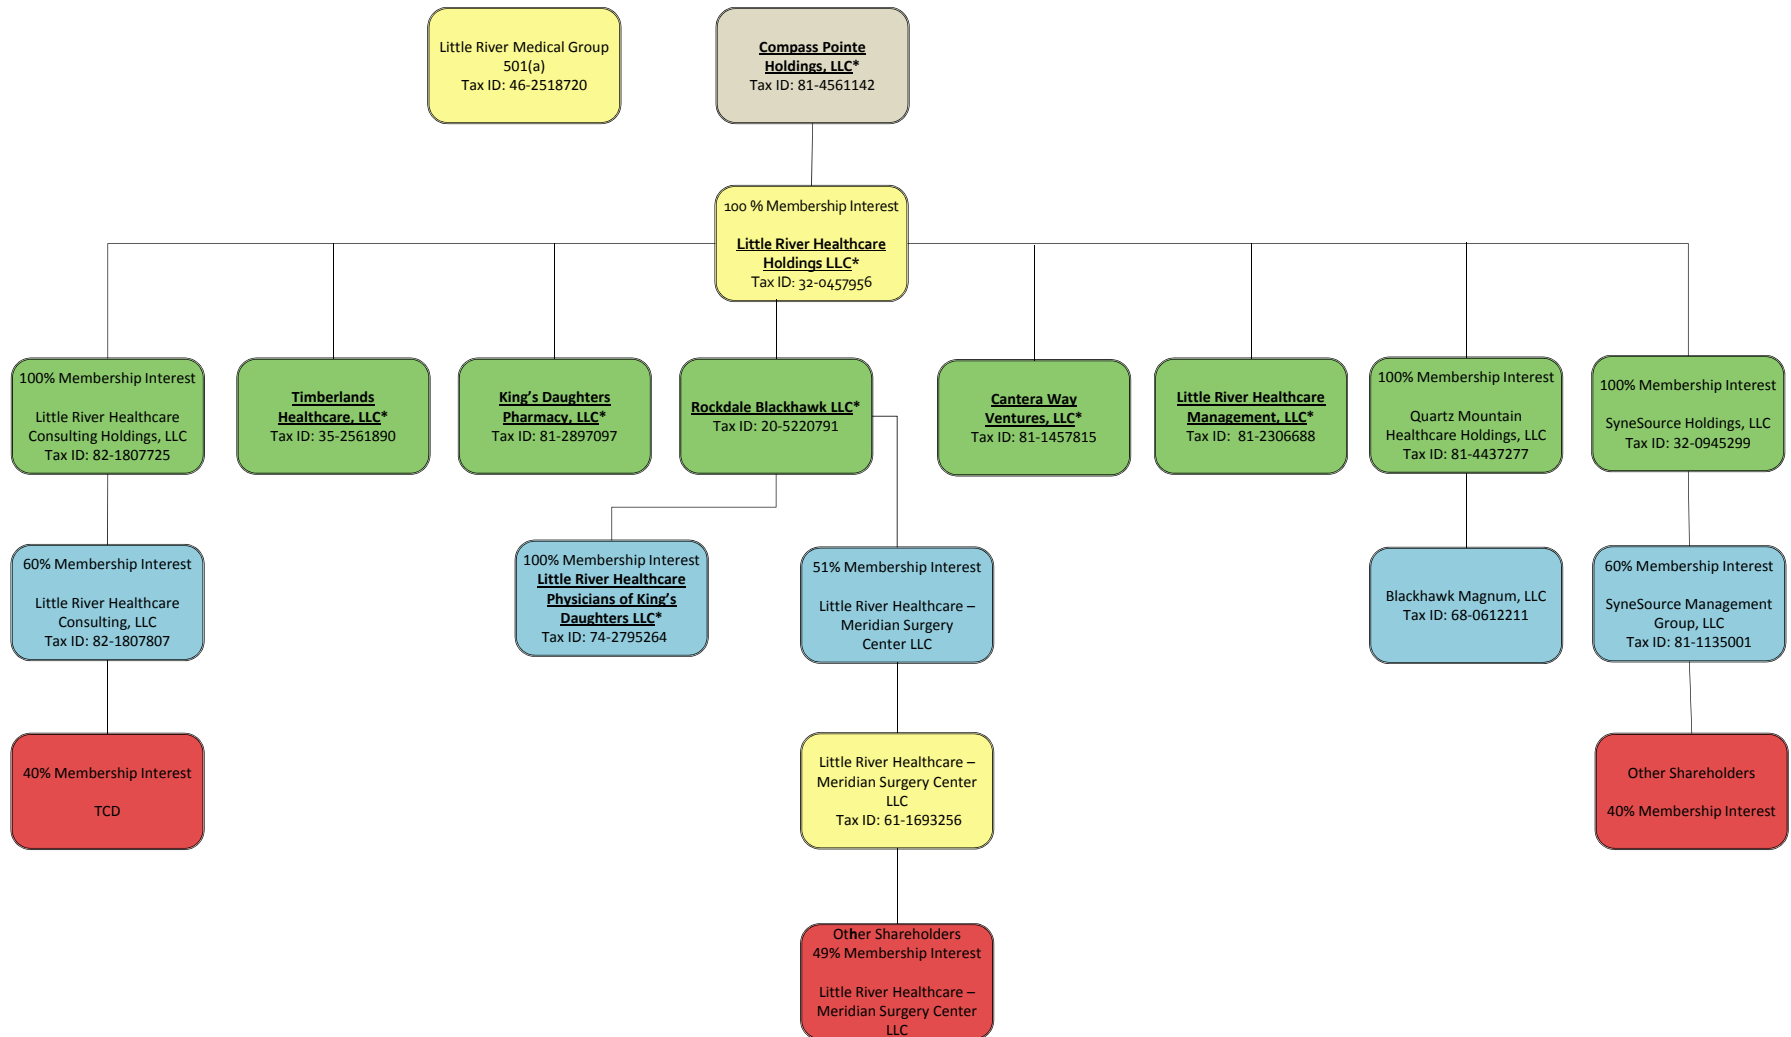 Little River Medical Group
501(a)
Tax ID: 46-2518720
Compass Pointe
Holdings, LLC*
Tax ID: 81-4561142
100 % Membership Interest
Little River Healthcare
Holdings LLC*
Tax ID: 32-0457956
100% Membership Interest
Little River Healthcare
Consulting Holdings, LLC
Tax ID: 82-1807725
Timberlands
Healthcare, LLC*
Tax ID: 35-2561890
King’s Daughters
Pharmacy, LLC*
Tax ID: 81-2897097
Rockdale Blackhawk LLC*
Tax ID: 20-5220791
Cantera Way
Ventures, LLC*
Tax ID: 81-1457815
Little River Healthcare
Management, LLC*
Tax ID: 81-2306688
100% Membership Interest
Quartz Mountain
Healthcare Holdings, LLC
Tax ID: 81-4437277
100% Membership Interest
SyneSource Holdings, LLC
Tax ID: 32-0945299
60% Membership Interest
Little River Healthcare
Consulting, LLC
Tax ID: 82-1807807
100% Membership Interest
Little River Healthcare
Physicians of King’s
Daughters LLC*
Tax ID: 74-2795264
51% Membership Interest
Little River Healthcare –
Meridian Surgery
Center LLC
Blackhawk Magnum, LLC
Tax ID: 68-0612211
60% Membership Interest
SyneSource Management
Group, LLC
Tax ID: 81-1135001
40% Membership Interest
TCD
Little River Healthcare –
Meridian Surgery Center
LLC
Tax ID: 61-1693256
Other Shareholders
40% Membership Interest
Other Shareholders
49% Membership Interest
Little River Healthcare –
Meridian Surgery Center
LLC